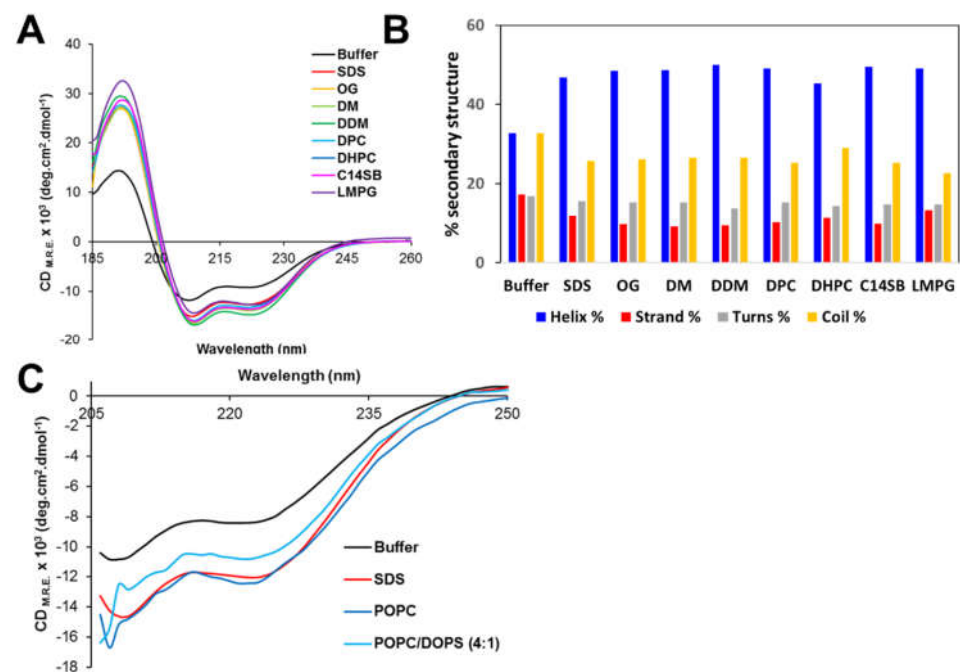 A
CD M.R.E. x 10³ (deg.cm².dmol⁻¹)
40
30
20
10
0
-10
-20
185
200
215
230
245
260
Wavelength (nm)
Buffer
SDS
OG
DM
DDM
DPC
DHPC
C14SB
LMPG
B
% secondary structure
60
40
20
0
Buffer SDS OG DM DDM DPC DHPC C14SB LMPG
Helix % Strand % Turns % Coil %
C
Wavelength (nm)
CD M.R.E. x 10³ (deg.cm².dmol⁻¹)
0
-2
-4
-6
-8
-10
-12
-14
-16
-18
205
220
235
250
Buffer
SDS
POPC
POPC/DOPS (4:1)